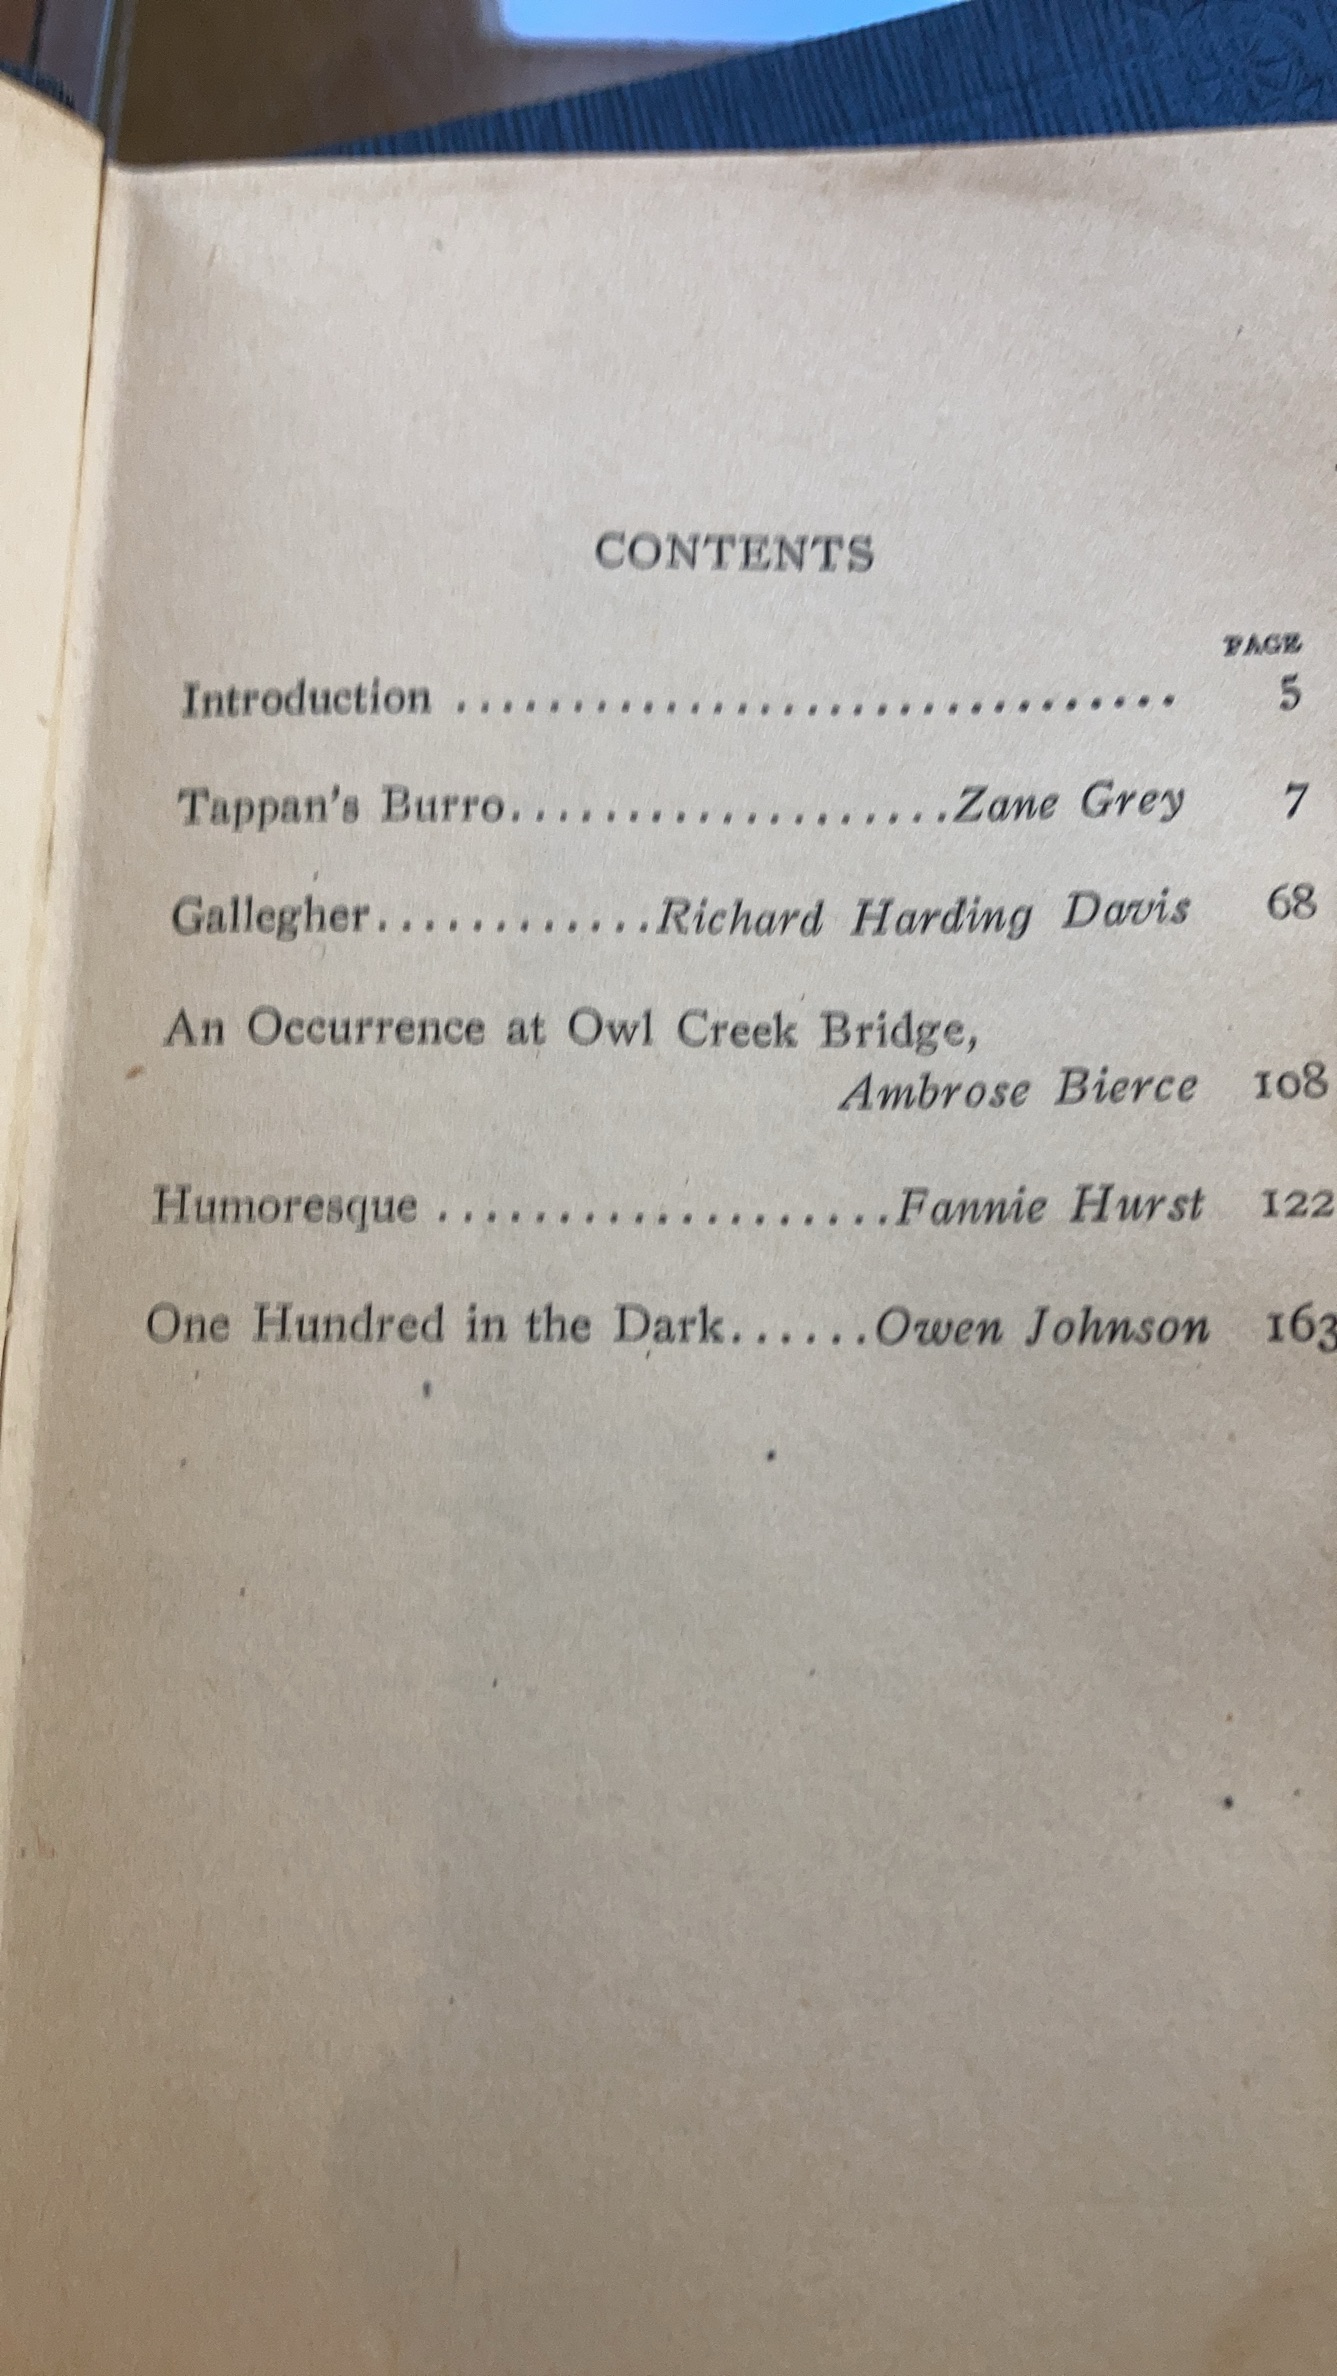 CONTENTS
PAGE
Introduction ................................ 5
Tappan's Burro...................Zane Grey 7
Gallegher............Richard Harding Davis 68
An Occurrence at Owl Creek Bridge,
Ambrose Bierce 108
Humoresque ....................Fannie Hurst 122
One Hundred in the Dark......Owen Johnson 163